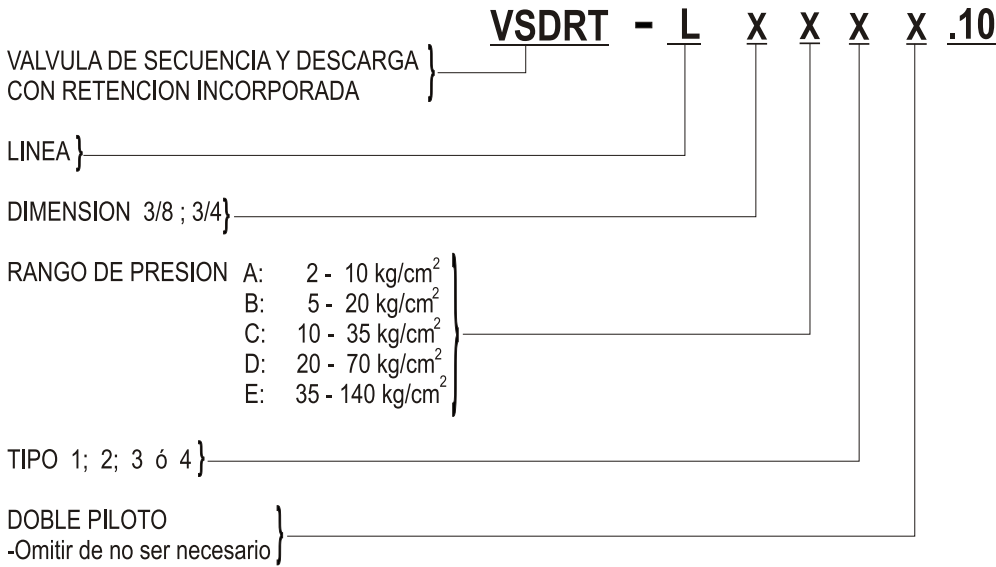 VSDRT - L X X X X .10
VALVULA DE SECUENCIA Y DESCARGA
CON RETENCION INCORPORADA
LINEA
DIMENSION 3/8 ; 3/4
RANGO DE PRESION A: 2 - 10 kg/cm²
B: 5 - 20 kg/cm²
C: 10 - 35 kg/cm²
D: 20 - 70 kg/cm²
E: 35 - 140 kg/cm²
TIPO 1; 2; 3 ó 4
DOBLE PILOTO
-Omitir de no ser necesario